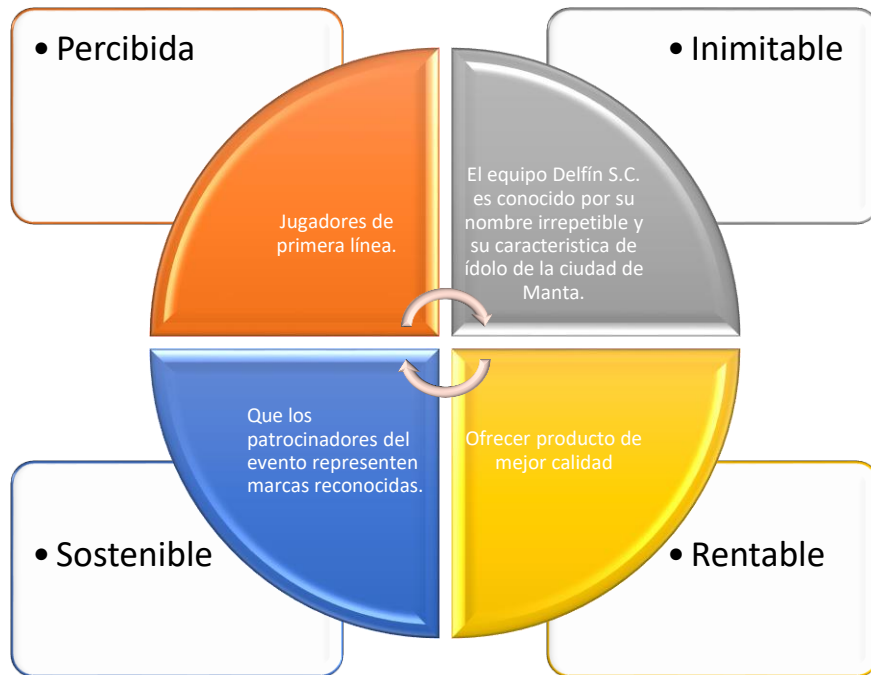 • Percibida
• Inimitable
Jugadores de
primera línea.
El equipo Delfín S.C.
es conocido por su
nombre irrepetible y
su caracteristica de
ídolo de la ciudad de
Manta.
Que los
patrocinadores del
evento representen
marcas reconocidas.
Ofrecer producto de
mejor calidad
• Sostenible
• Rentable